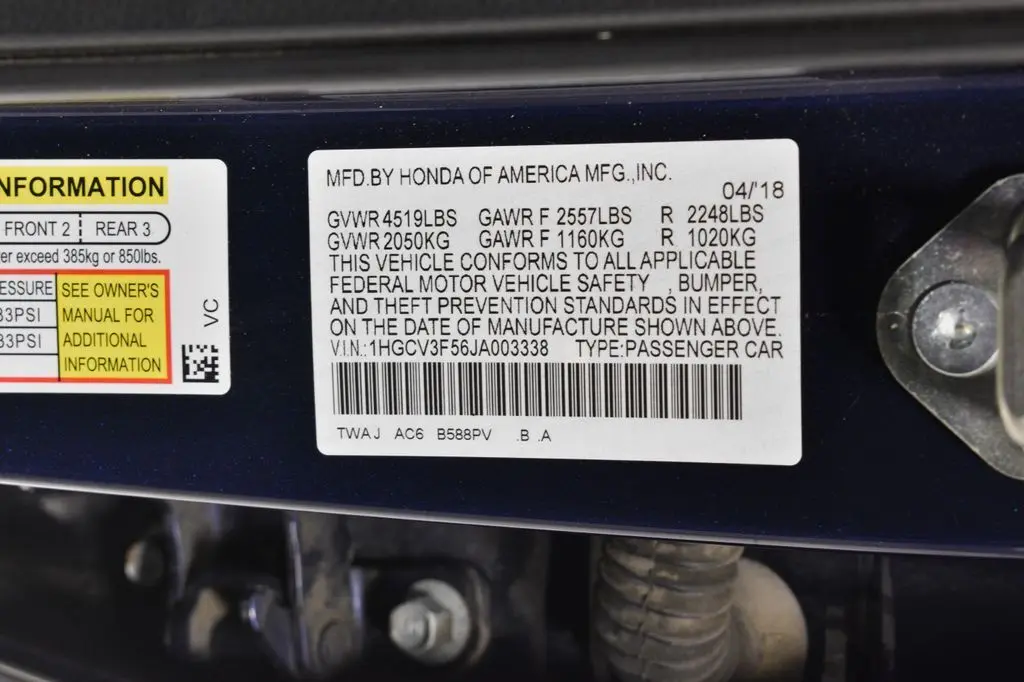 NFORMATION
FRONT 2 REAR 3
er exceed 385kg or 850lbs.
ESSURE
33PSI
33PSI
SEE OWNER'S
MANUAL FOR
ADDITIONAL
INFORMATION
VC
MFD.BY HONDA OF AMERICA MFG.,INC.
04/'18
GVWR 4519LBS GAWR F 2557LBS R 2248LBS
GVWR 2050KG GAWR F 1160KG R 1020KG
THIS VEHICLE CONFORMS TO ALL APPLICABLE
FEDERAL MOTOR VEHICLE SAFETY , BUMPER,
AND THEFT PREVENTION STANDARDS IN EFFECT
ON THE DATE OF MANUFACTURE SHOWN ABOVE.
V.I.N.:1HGCV3F56JA003338 TYPE:PASSENGER CAR
TWAJ AC6 B588PV .B .A